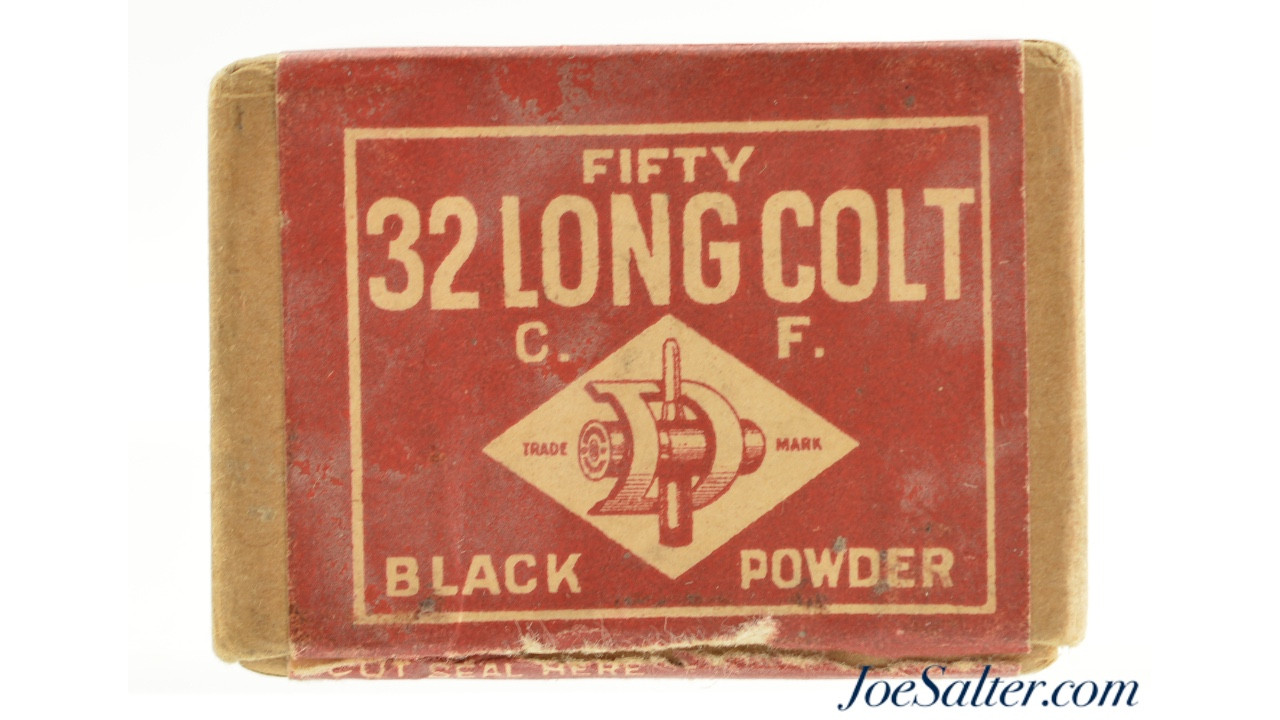 FIFTY
32 LONG COLT
C. F.
TRADE MARK
BLACK POWDER
CUT SEAL HERE
JoeSalter.com